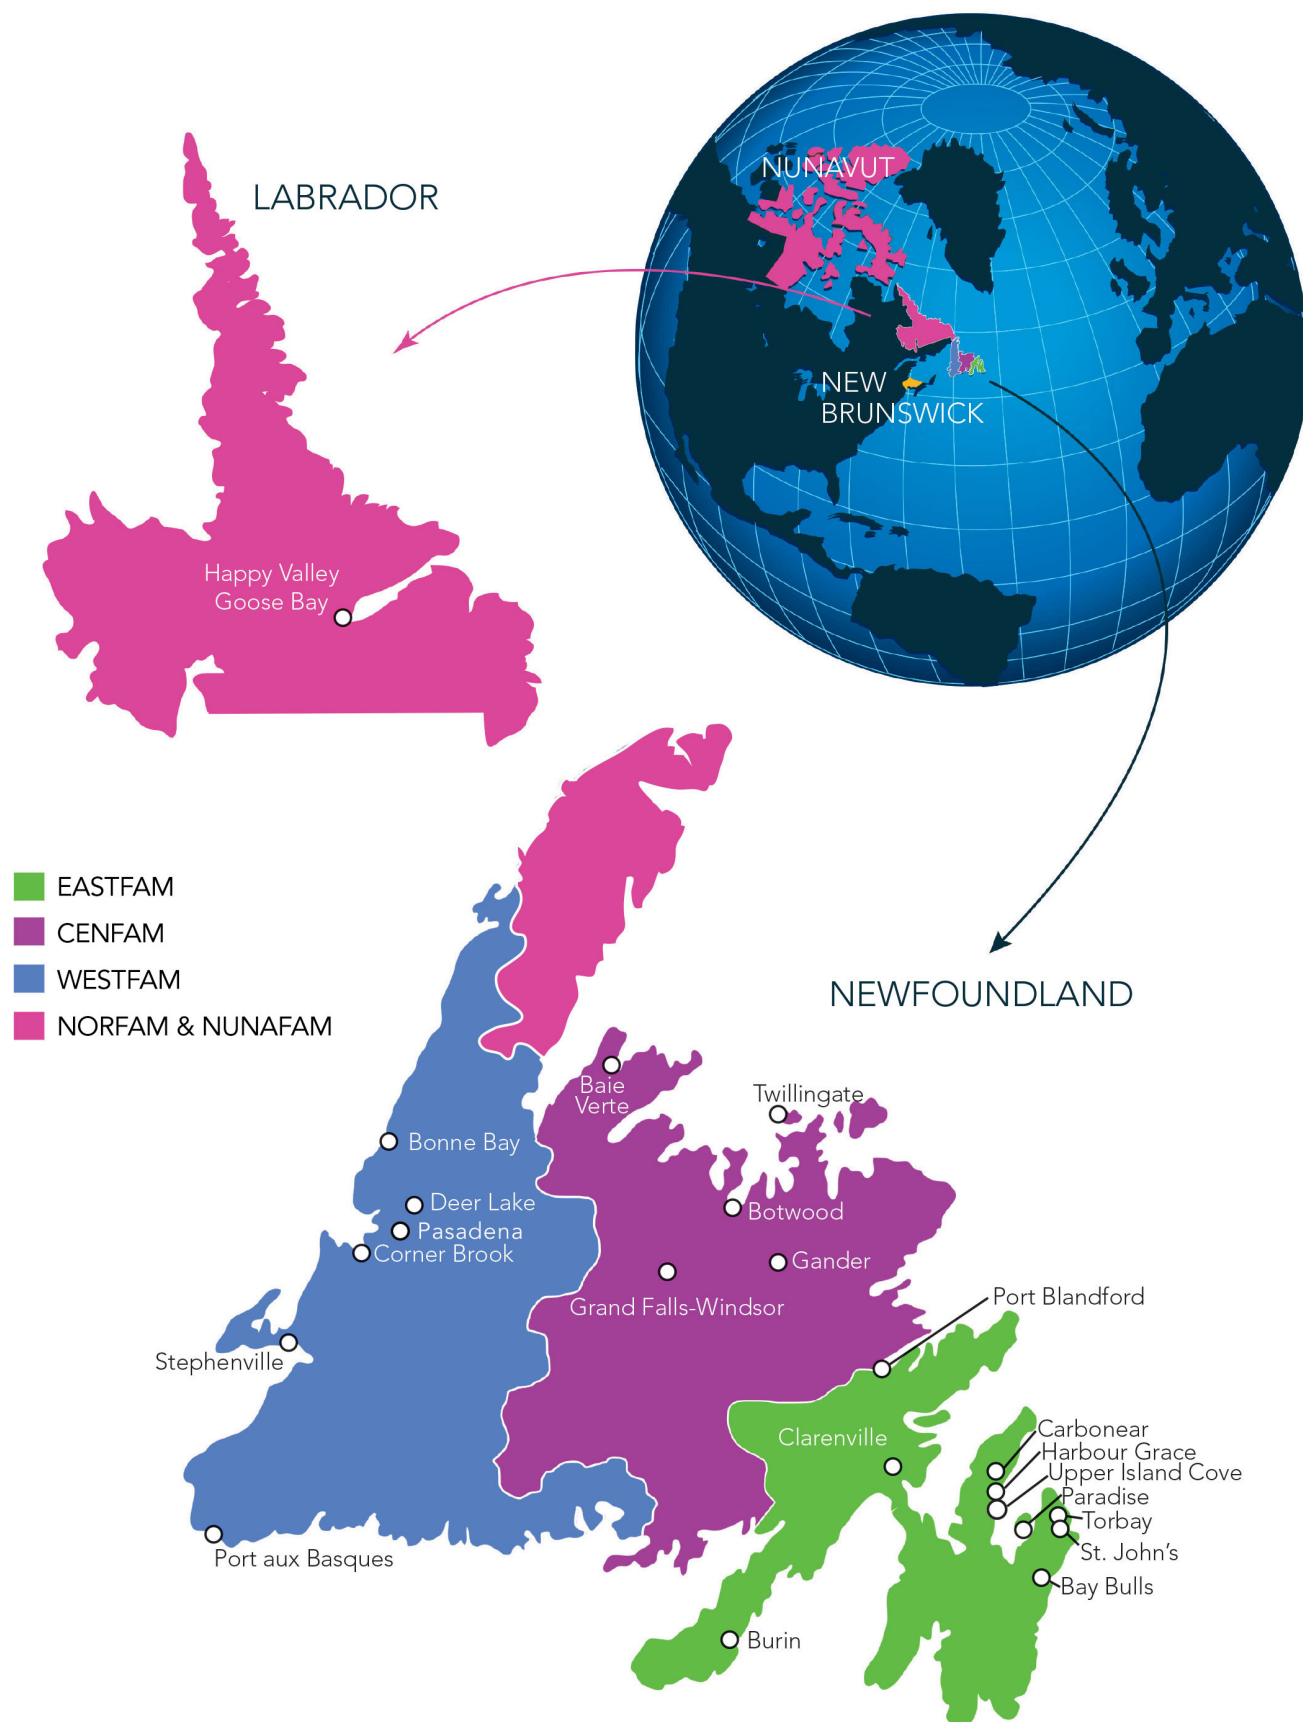 LABRADOR
NUNAVUT
NEW
BRUNSWICK
Happy Valley
Goose Bay
EASTFAM
CENFAM
WESTFAM
NORFAM & NUNAFAM
NEWFOUNDLAND
Baie
Verte
Twillingate
Bonne Bay
Deer Lake
Botwood
Pasadena
Corner Brook
Gander
Grand Falls-Windsor
Port Blandford
Stephenville
Clarenville
Carbonear
Harbour Grace
Upper Island Cove
Paradise
Torbay
St. John's
Port aux Basques
Bay Bulls
Burin